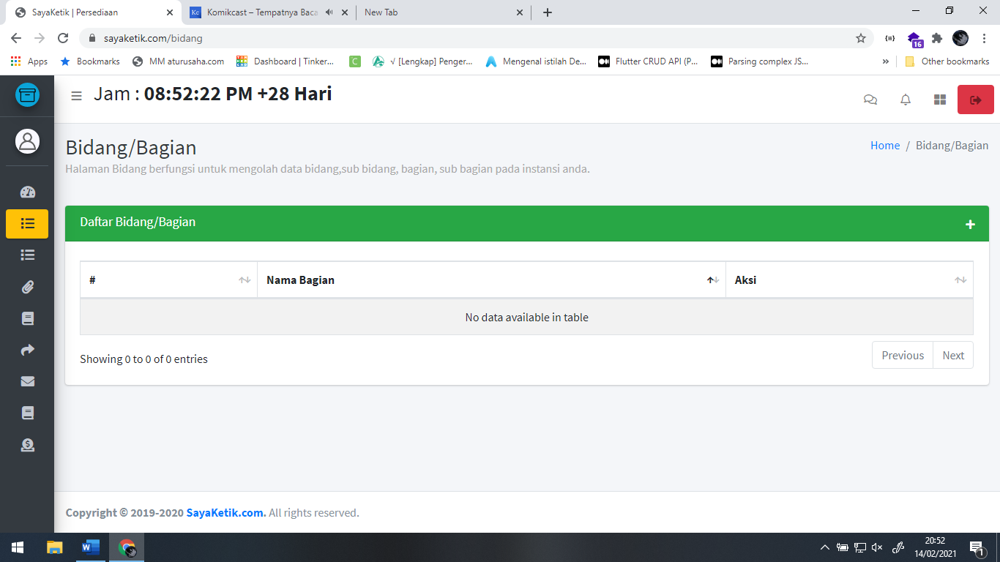 SayaKetik | Persediaan
Kc Komikcast – Tempatnya Baca
New Tab
sayaketik.com/bidang
16
Apps
Bookmarks
MM aturusaha.com
Dashboard | Tinker...
C
√ [Lengkap] Penger...
Mengenal istilah De...
Flutter CRUD API (P...
Parsing complex JS...
»
Other bookmarks
Jam : 08:52:22 PM +28 Hari
Bidang/Bagian
Home / Bidang/Bagian
Halaman Bidang berfungsi untuk mengolah data bidang,sub bidang, bagian, sub bagian pada instansi anda.
Daftar Bidang/Bagian
# Nama Bagian Aksi
No data available in table
Showing 0 to 0 of 0 entries
Previous Next
Copyright © 2019-2020 SayaKetik.com. All rights reserved.
20:52
14/02/2021
1